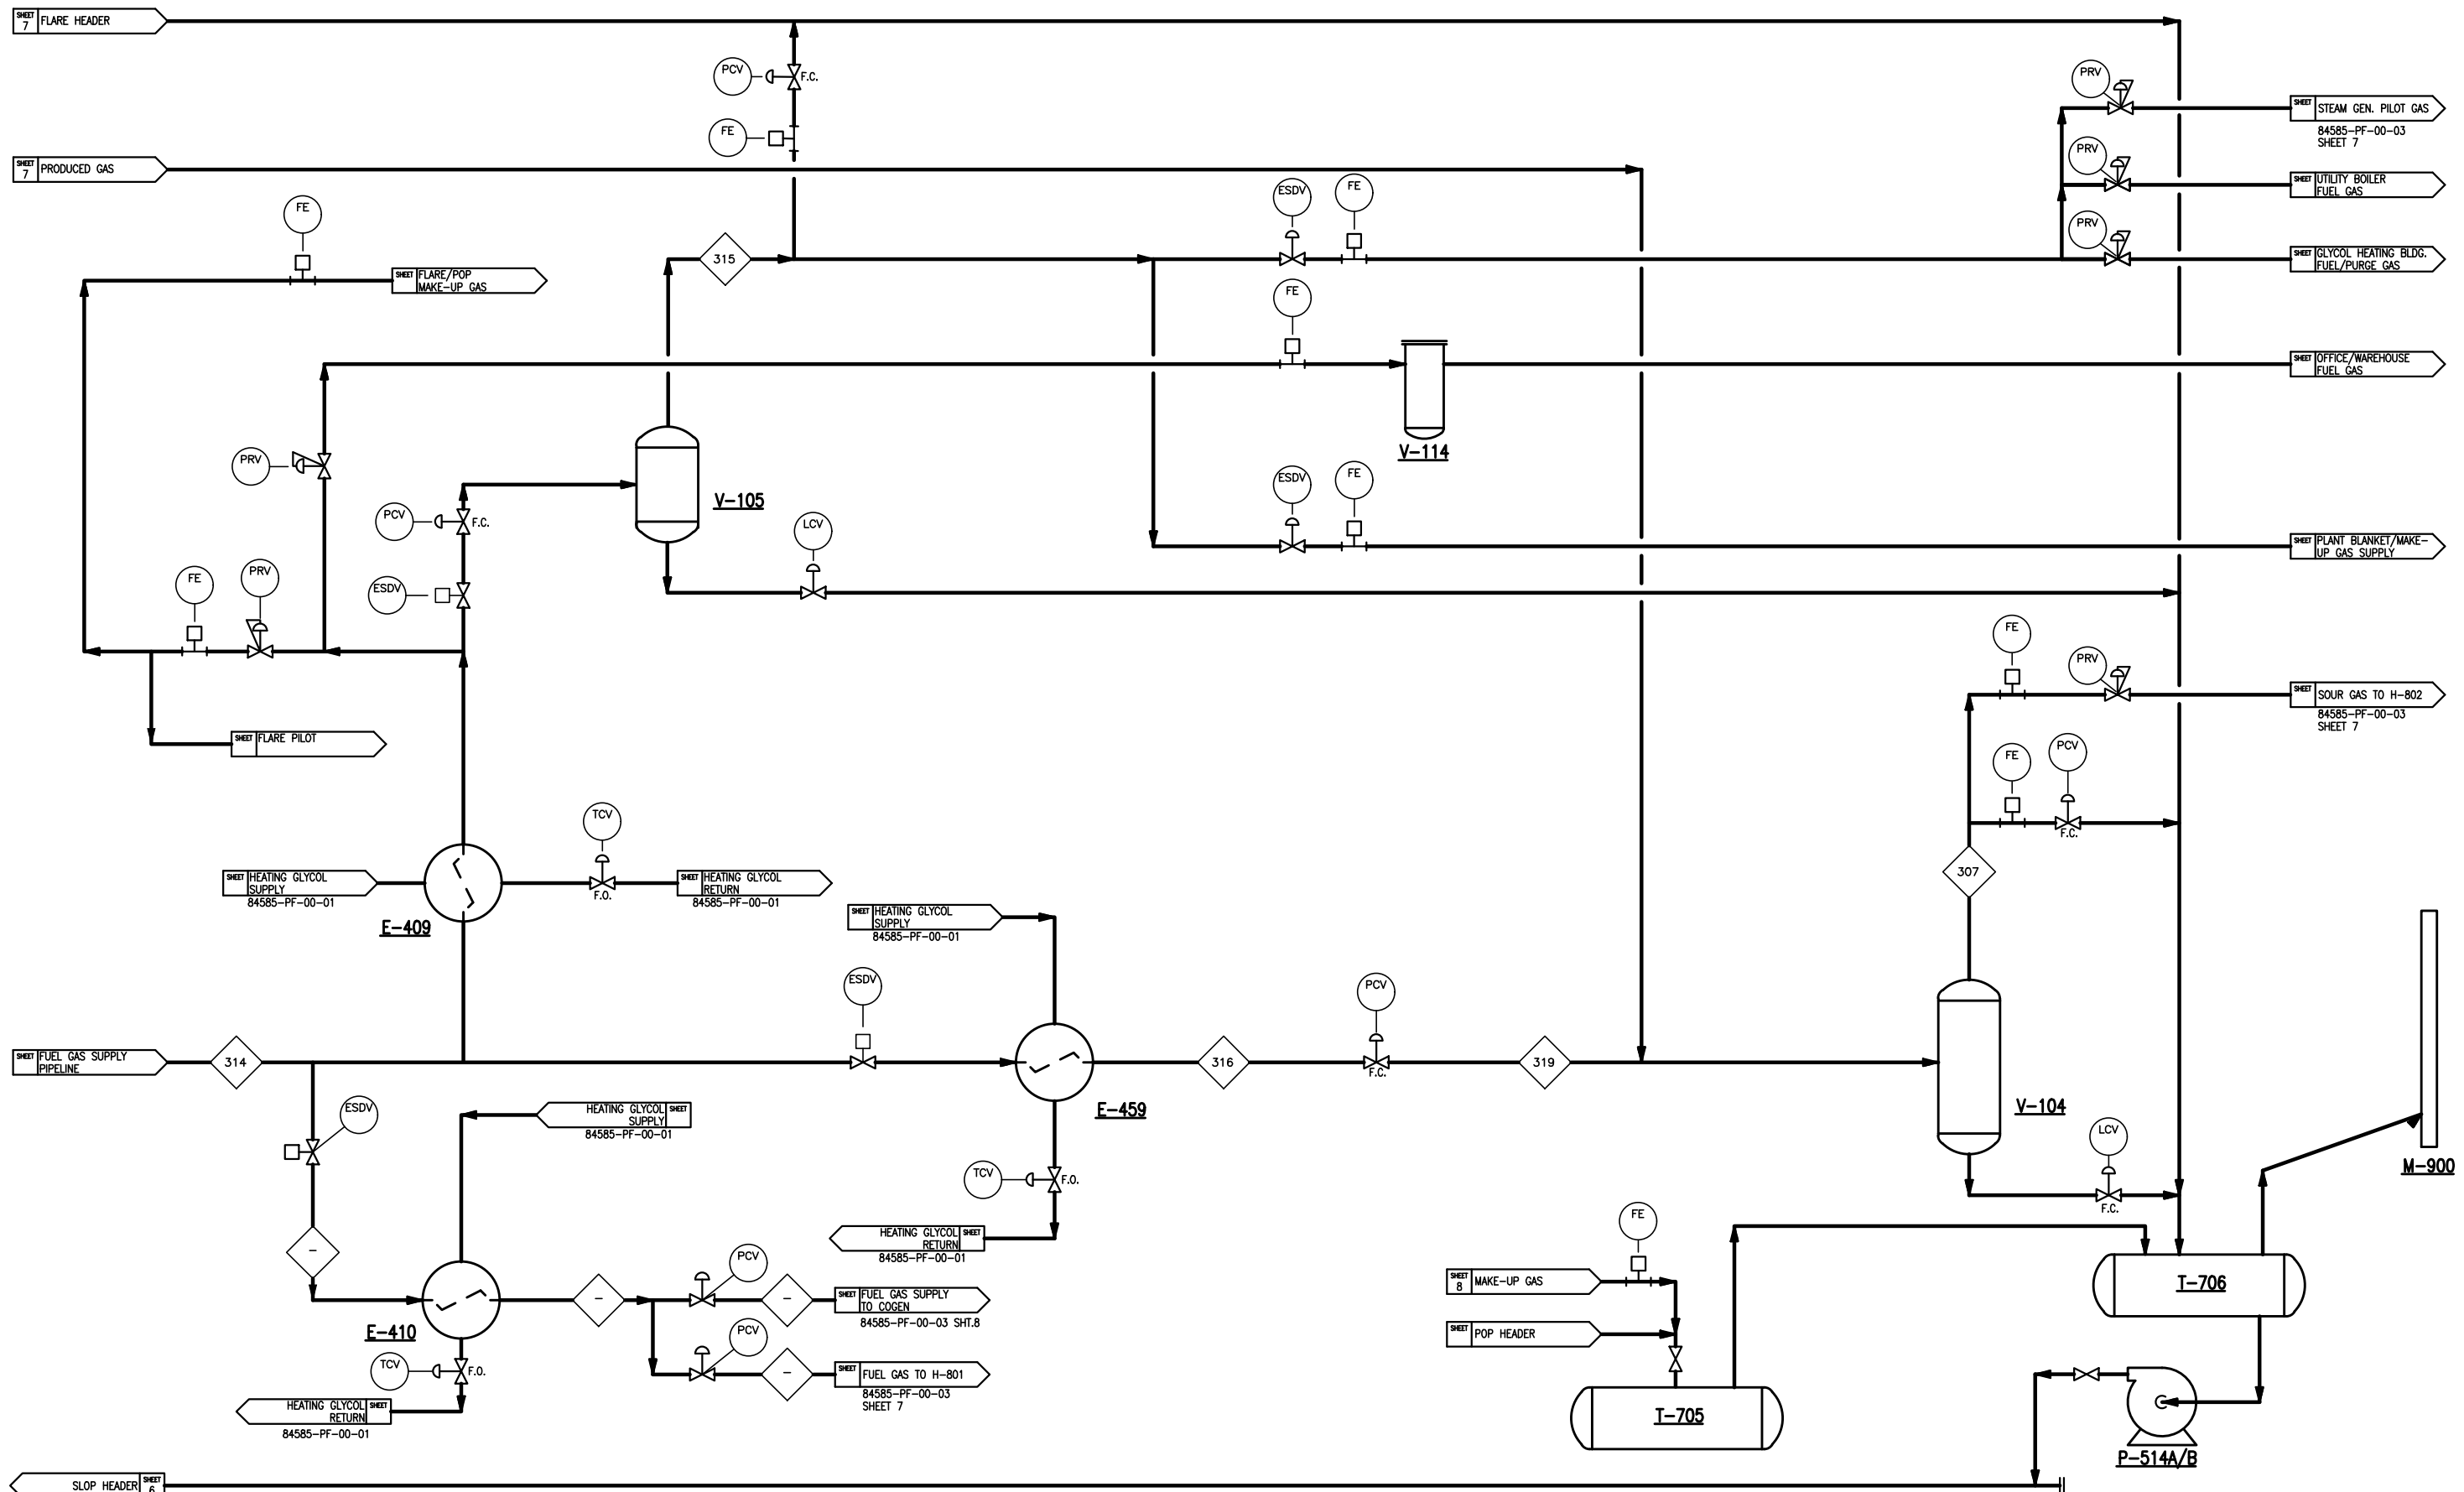 SHEET
7
FLARE HEADER
PCV
F.C.
FE
PRV
SHEET
STEAM GEN. PILOT GAS
84585-PF-00-03
SHEET 7
SHEET
7
PRODUCED GAS
PRV
SHEET
UTILITY BOILER
FUEL GAS
FE
ESDV
FE
PRV
315
SHEET
GLYCOL HEATING BLDG.
FUEL/PURGE GAS
SHEET
FLARE/POP
MAKE-UP GAS
FE
SHEET
OFFICE/WAREHOUSE
FUEL GAS
V-114
PRV
ESDV
FE
V-105
PCV
F.C.
LCV
SHEET
PLANT BLANKET/MAKE-
UP GAS SUPPLY
FE
PRV
ESDV
FE
PRV
SHEET
SOUR GAS TO H-802
84585-PF-00-03
SHEET 7
SHEET
FLARE PILOT
FE
PCV
F.C.
TCV
F.O.
307
SHEET
HEATING GLYCOL
SUPPLY
84585-PF-00-01
SHEET
HEATING GLYCOL
RETURN
84585-PF-00-01
E-409
SHEET
HEATING GLYCOL
SUPPLY
84585-PF-00-01
ESDV
PCV
F.C.
SHEET
FUEL GAS SUPPLY
PIPELINE
314
316
319
E-459
V-104
ESDV
HEATING GLYCOL
SUPPLY
SHEET
84585-PF-00-01
LCV
F.C.
M-900
TCV
F.O.
HEATING GLYCOL
RETURN
SHEET
84585-PF-00-01
FE
-
PCV
SHEET
8
MAKE-UP GAS
T-706
-
-
SHEET
FUEL GAS SUPPLY
TO COGEN
84585-PF-00-03 SHT.8
E-410
PCV
SHEET
POP HEADER
TCV
F.O.
-
SHEET
FUEL GAS TO H-801
84585-PF-00-03
SHEET 7
HEATING GLYCOL
RETURN
SHEET
84585-PF-00-01
T-705
C
P-514A/B
SLOP HEADER
SHEET
6